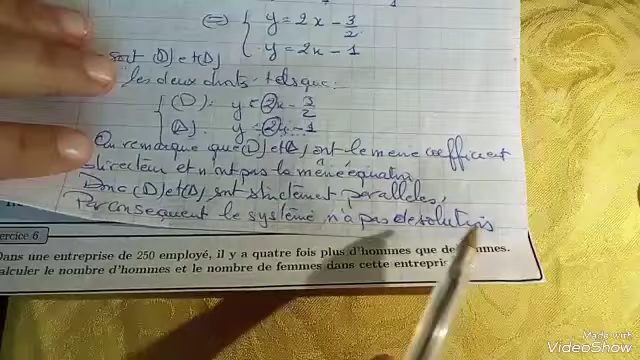 ⇔ { y = 2x - 3/2
{ y = 2x - 1
sont (D) et (Δ)
les deux droites telsque:
{ (D): y = 2x - 3/2
(Δ): y = 2x - 1
On remarque que (D) et (Δ) ont le même coefficient
directeur et n'ont pas la même équation
Donc (D) et (Δ) sont strictement parallèles,
Par conséquent le système n'a pas de solutions
ercice 6
Dans une entreprise de 250 employé, il y a quatre fois plus d'hommes que de femmes.
alculer le nombre d'hommes et le nombre de femmes dans cette
Made with
VideoShow